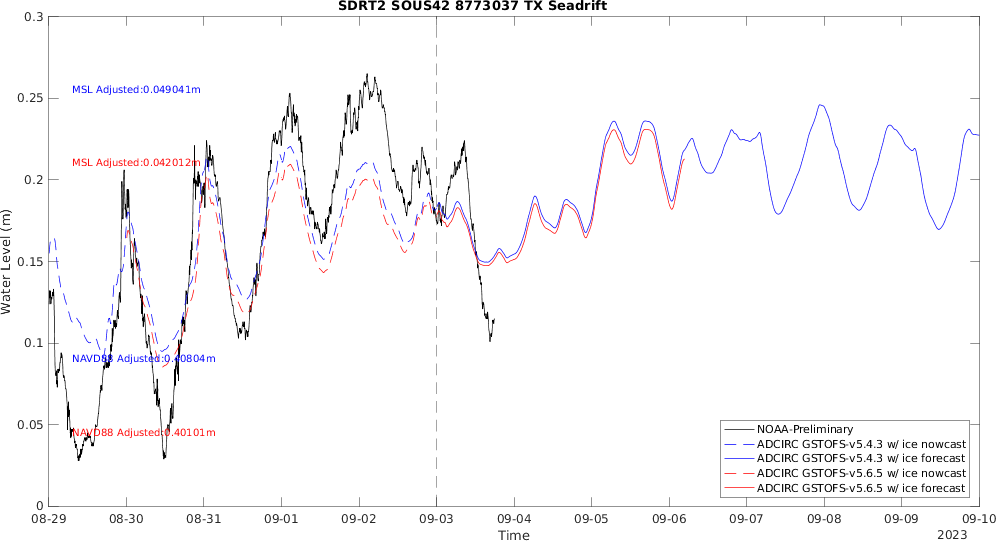 SDRT2 SOUS42 8773037 TX Seadrift
0.3
0.25
0.2
0.15
0.1
0.05
0
Water Level (m)
MSL Adjusted:0.049041m
MSL Adjusted:0.042012m
NAVD88 Adjusted:0.40804m
NAVD88 Adjusted:0.40101m
NOAA-Preliminary
ADCIRC GSTOFS-v5.4.3 w/ ice nowcast
ADCIRC GSTOFS-v5.4.3 w/ ice forecast
ADCIRC GSTOFS-v5.6.5 w/ ice nowcast
ADCIRC GSTOFS-v5.6.5 w/ ice forecast
08-29 08-30 08-31 09-01 09-02 09-03 09-04 09-05 09-06 09-07 09-08 09-09 09-10
Time
2023